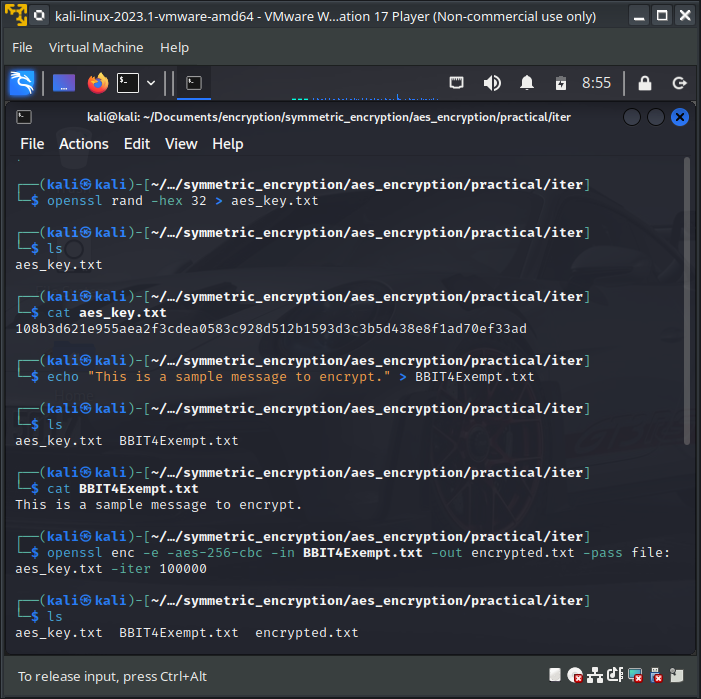 kali-linux-2023.1-vmware-amd64 - VMware W...ation 17 Player (Non-commercial use only)
File Virtual Machine Help
8:55
kali@kali: ~/Documents/encryption/symmetric_encryption/aes_encryption/practical/iter
File Actions Edit View Help
┌──(kali㉿kali)-[~/…/symmetric_encryption/aes_encryption/practical/iter]
└─$ openssl rand -hex 32 > aes_key.txt
┌──(kali㉿kali)-[~/…/symmetric_encryption/aes_encryption/practical/iter]
└─$ ls
aes_key.txt
┌──(kali㉿kali)-[~/…/symmetric_encryption/aes_encryption/practical/iter]
└─$ cat aes_key.txt
108b3d621e955aea2f3cdea0583c928d512b1593d3c3b5d438e8f1ad70ef33ad
┌──(kali㉿kali)-[~/…/symmetric_encryption/aes_encryption/practical/iter]
└─$ echo "This is a sample message to encrypt." > BBIT4Exempt.txt
┌──(kali㉿kali)-[~/…/symmetric_encryption/aes_encryption/practical/iter]
└─$ ls
aes_key.txt BBIT4Exempt.txt
┌──(kali㉿kali)-[~/…/symmetric_encryption/aes_encryption/practical/iter]
└─$ cat BBIT4Exempt.txt
This is a sample message to encrypt.
┌──(kali㉿kali)-[~/…/symmetric_encryption/aes_encryption/practical/iter]
└─$ openssl enc -e -aes-256-cbc -in BBIT4Exempt.txt -out encrypted.txt -pass file:
aes_key.txt -iter 100000
┌──(kali㉿kali)-[~/…/symmetric_encryption/aes_encryption/practical/iter]
└─$ ls
aes_key.txt BBIT4Exempt.txt encrypted.txt
To release input, press Ctrl+Alt